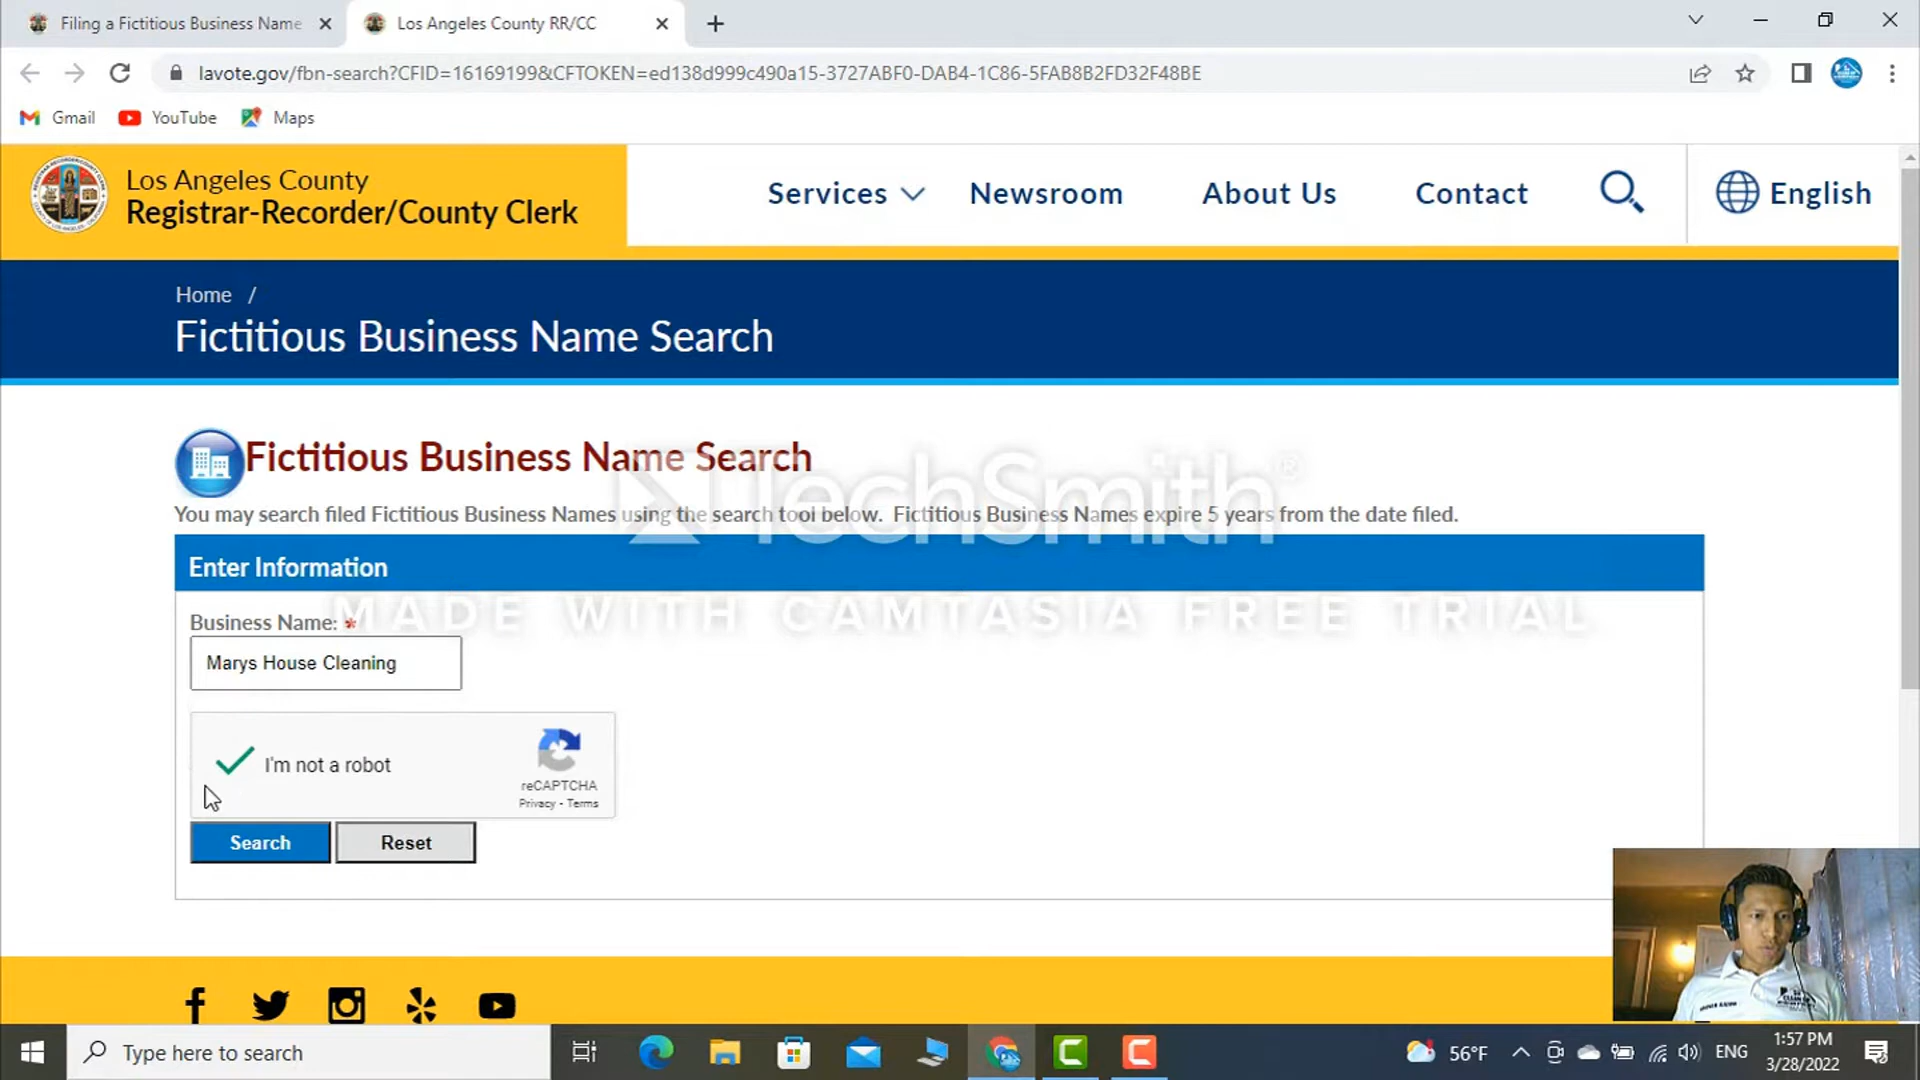 Filing a Fictitious Business Name
Los Angeles County RR/CC
lavote.gov/fbn-search?CFID=16169199&CFTOKEN=ed138d999c490a15-3727ABF0-DAB4-1C86-5FAB8B2FD32F48BE
Gmail YouTube Maps
Los Angeles County
Registrar-Recorder/County Clerk
Services Newsroom About Us Contact English
Home /
Fictitious Business Name Search
Fictitious Business Name Search
TechSmith®
You may search filed Fictitious Business Names using the search tool below. Fictitious Business Names expire 5 years from the date filed.
Enter Information
MADE WITH CAMTASIA FREE TRIAL
Business Name: *
Marys House Cleaning
I'm not a robot
reCAPTCHA
Privacy - Terms
Search Reset
Type here to search
56°F
ENG
1:57 PM
3/28/2022